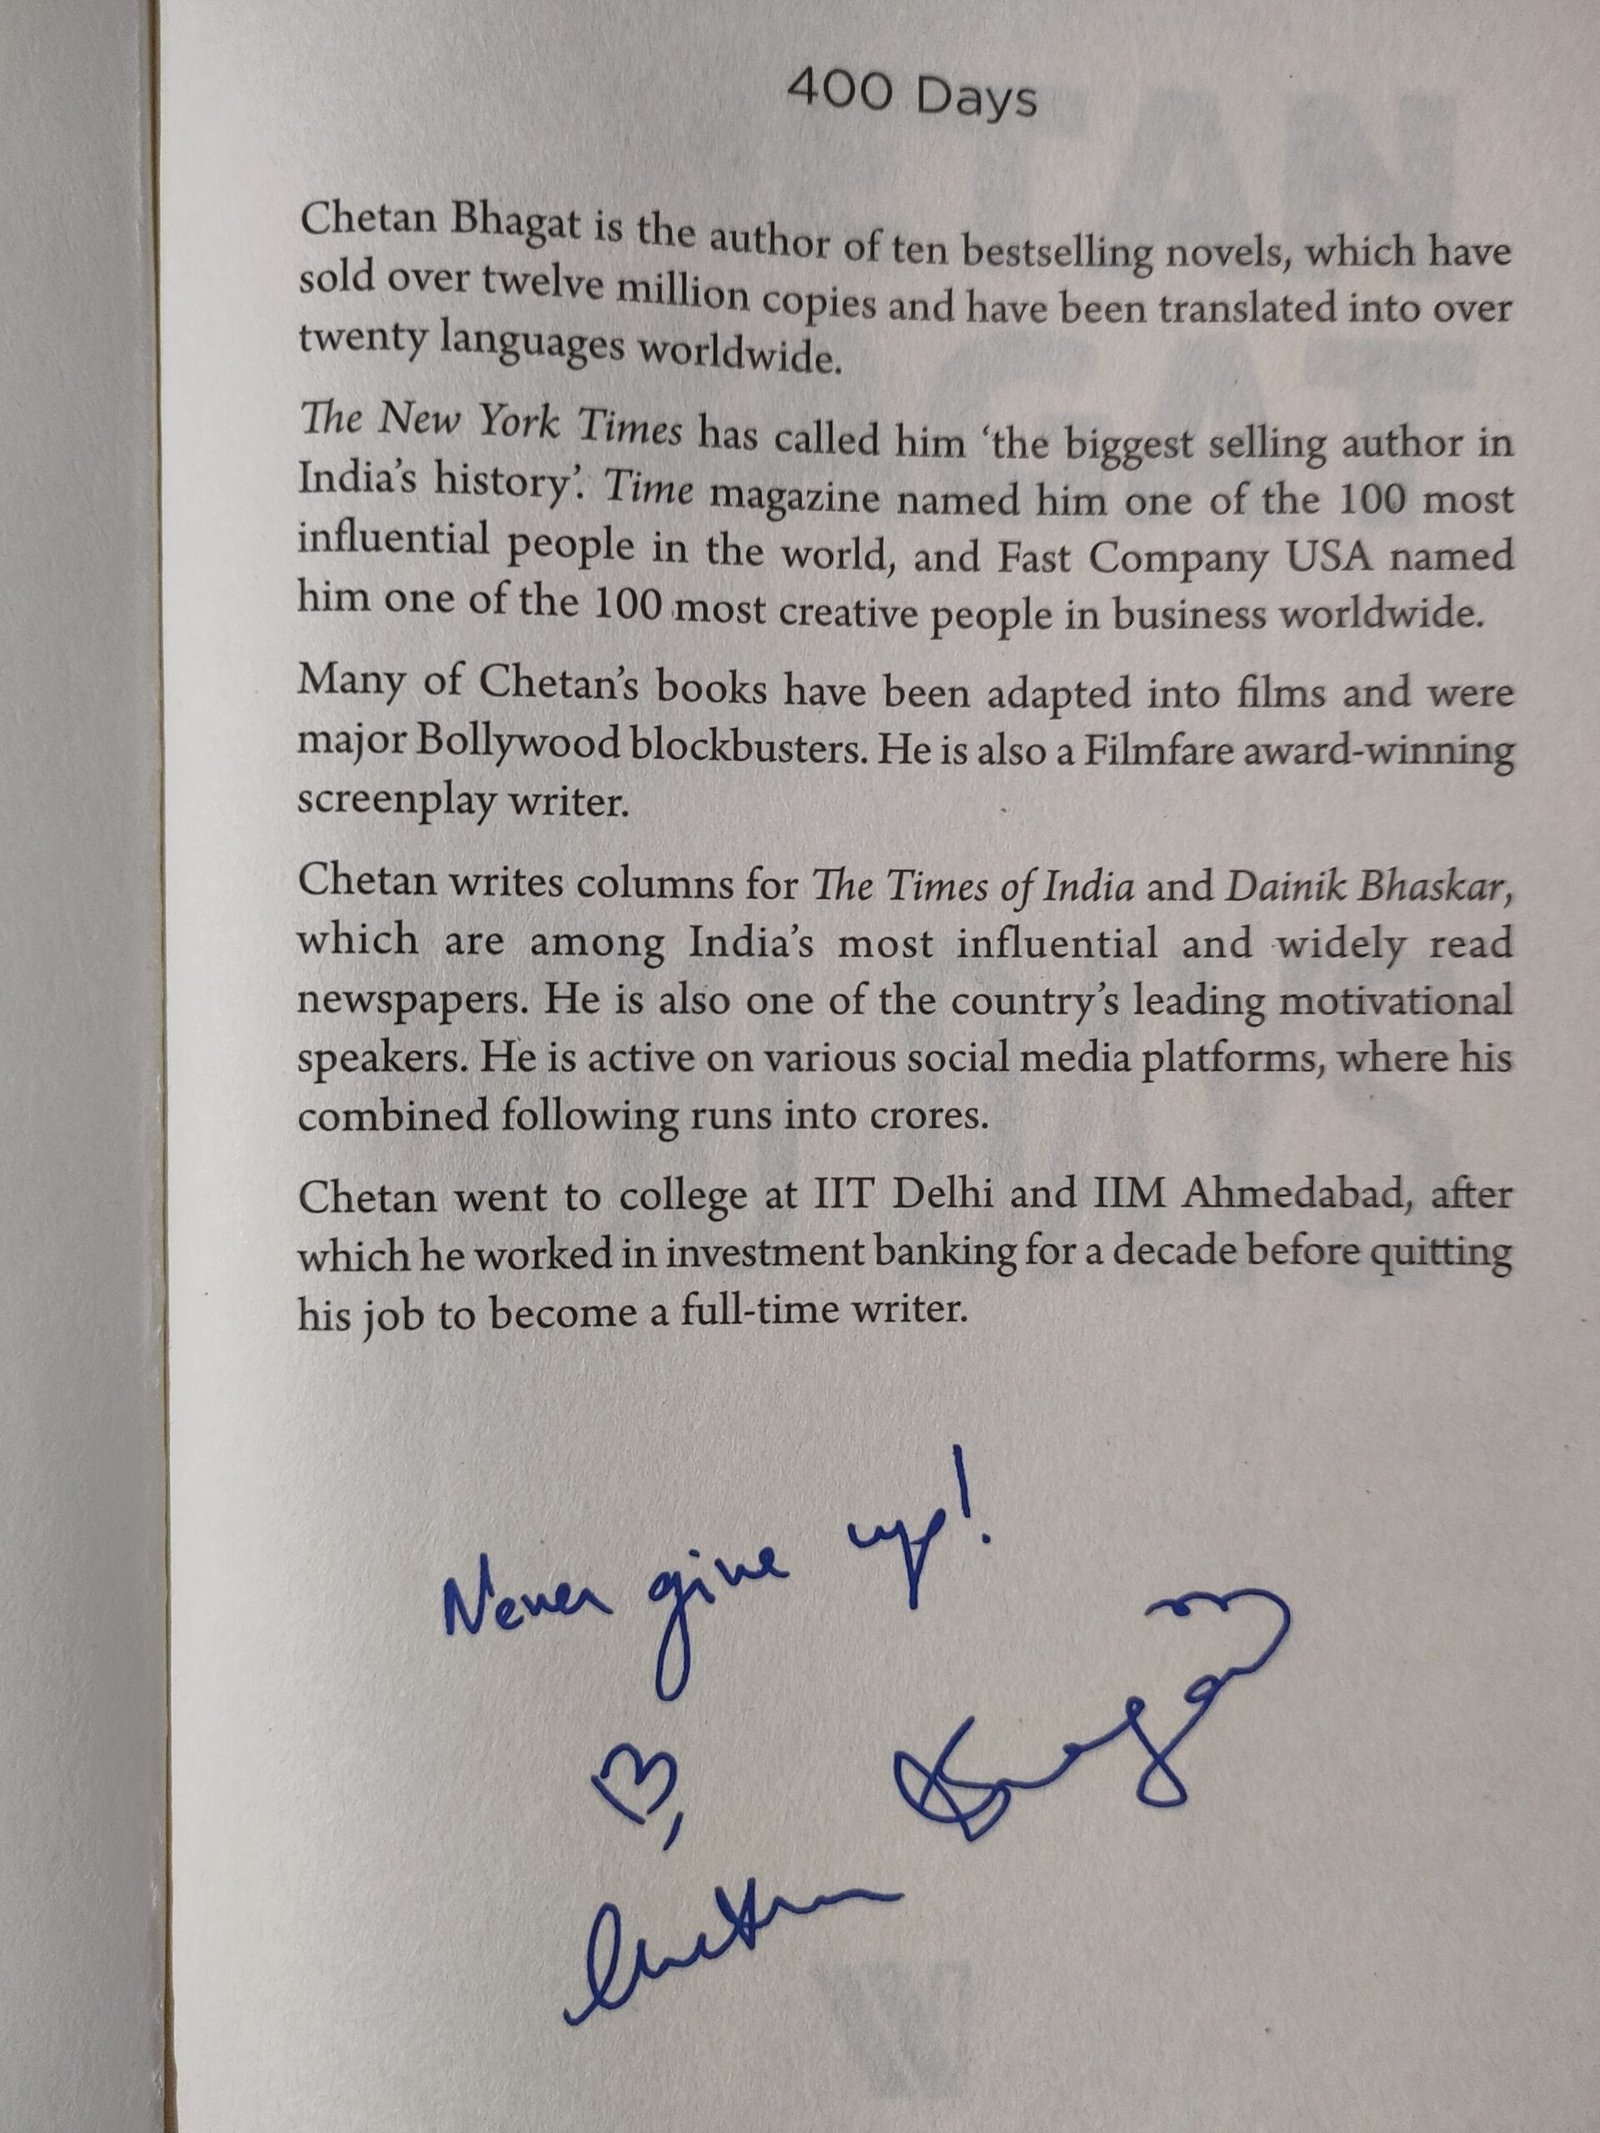 400 Days
Chetan Bhagat is the author of ten bestselling novels, which have
sold over twelve million copies and have been translated into over
twenty languages worldwide.
The New York Times has called him ‘the biggest selling author in
India’s history’. Time magazine named him one of the 100 most
influential people in the world, and Fast Company USA named
him one of the 100 most creative people in business worldwide.
Many of Chetan’s books have been adapted into films and were
major Bollywood blockbusters. He is also a Filmfare award-winning
screenplay writer.
Chetan writes columns for The Times of India and Dainik Bhaskar,
which are among India’s most influential and widely read
newspapers. He is also one of the country’s leading motivational
speakers. He is active on various social media platforms, where his
combined following runs into crores.
Chetan went to college at IIT Delhi and IIM Ahmedabad, after
which he worked in investment banking for a decade before quitting
his job to become a full-time writer.
Never give up!
Chetan